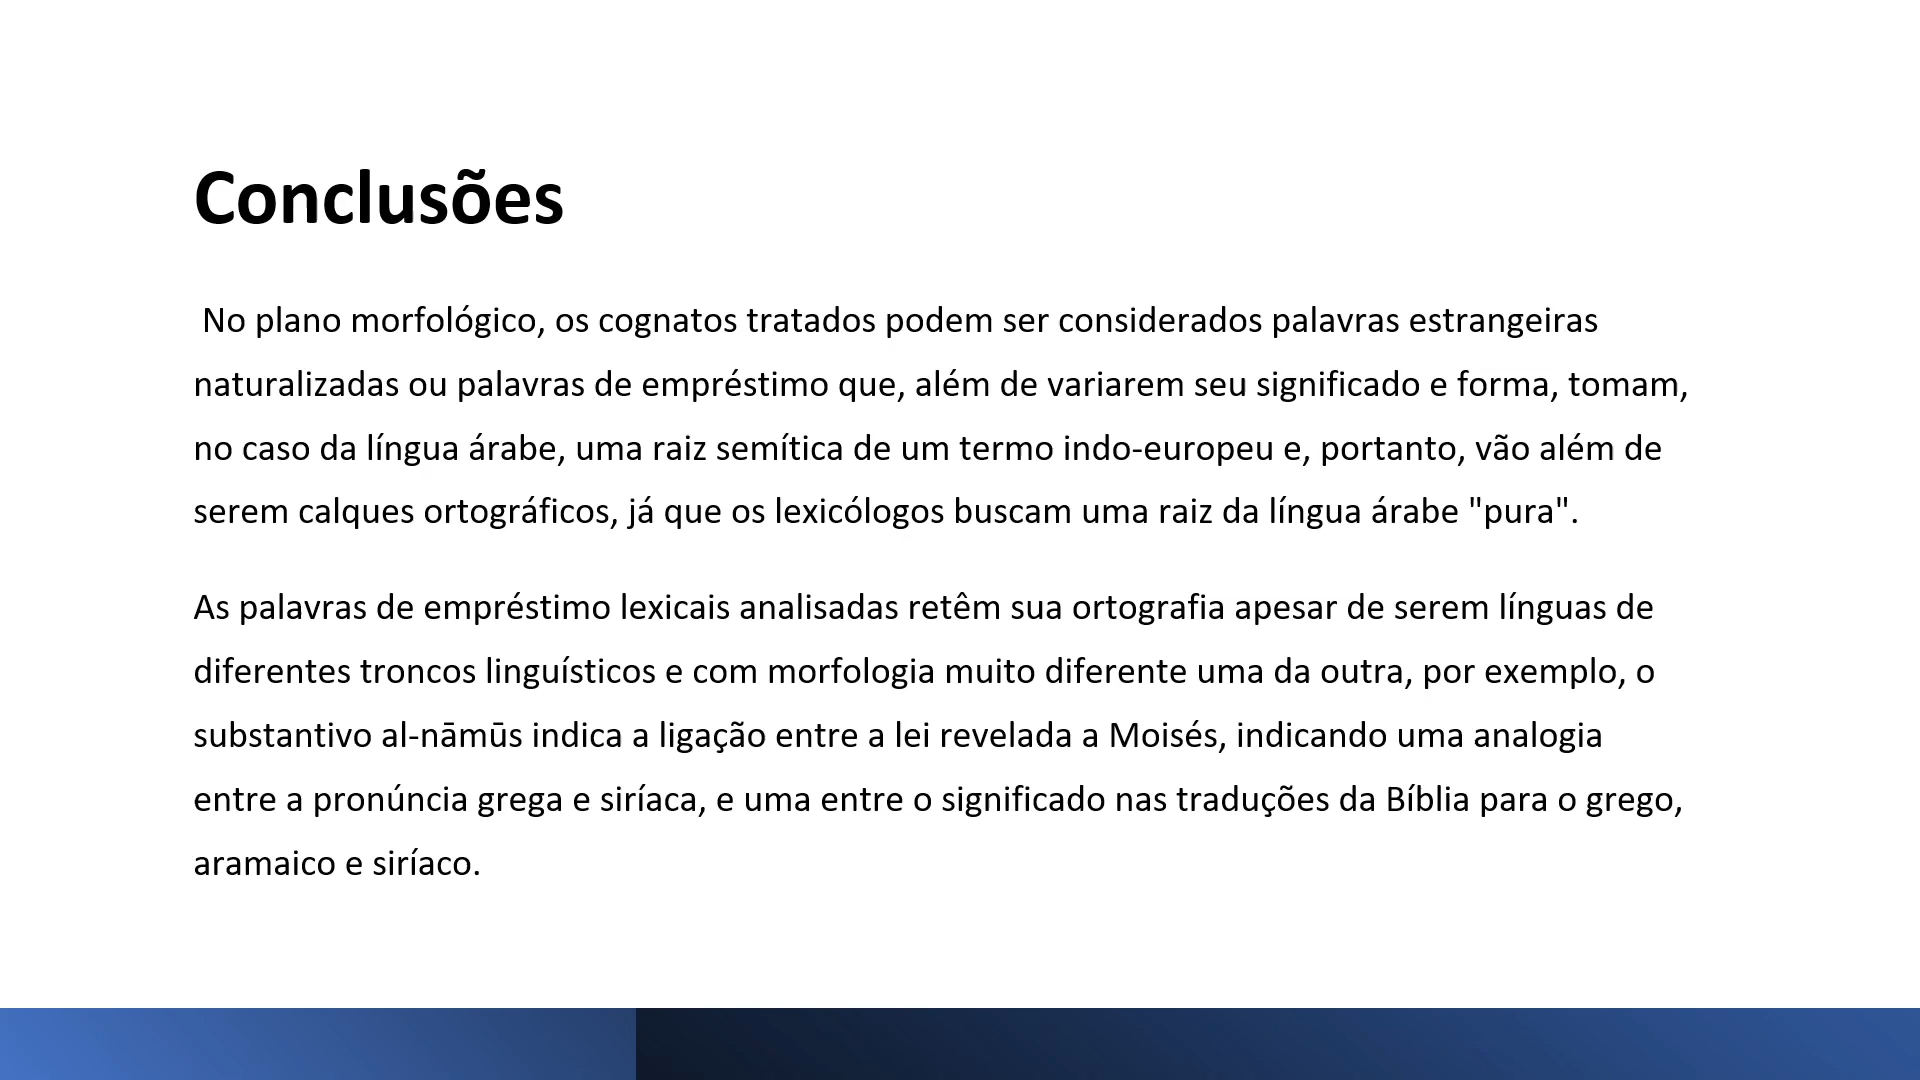 Conclusões
No plano morfológico, os cognatos tratados podem ser considerados palavras estrangeiras
naturalizadas ou palavras de empréstimo que, além de variarem seu significado e forma, tomam,
no caso da língua árabe, uma raiz semítica de um termo indo-europeu e, portanto, vão além de
serem calques ortográficos, já que os lexicólogos buscam uma raiz da língua árabe "pura".
As palavras de empréstimo lexicais analisadas retêm sua ortografia apesar de serem línguas de
diferentes troncos linguísticos e com morfologia muito diferente uma da outra, por exemplo, o
substantivo al-nāmūs indica a ligação entre a lei revelada a Moisés, indicando uma analogia
entre a pronúncia grega e siríaca, e uma entre o significado nas traduções da Bíblia para o grego,
aramaico e siríaco.